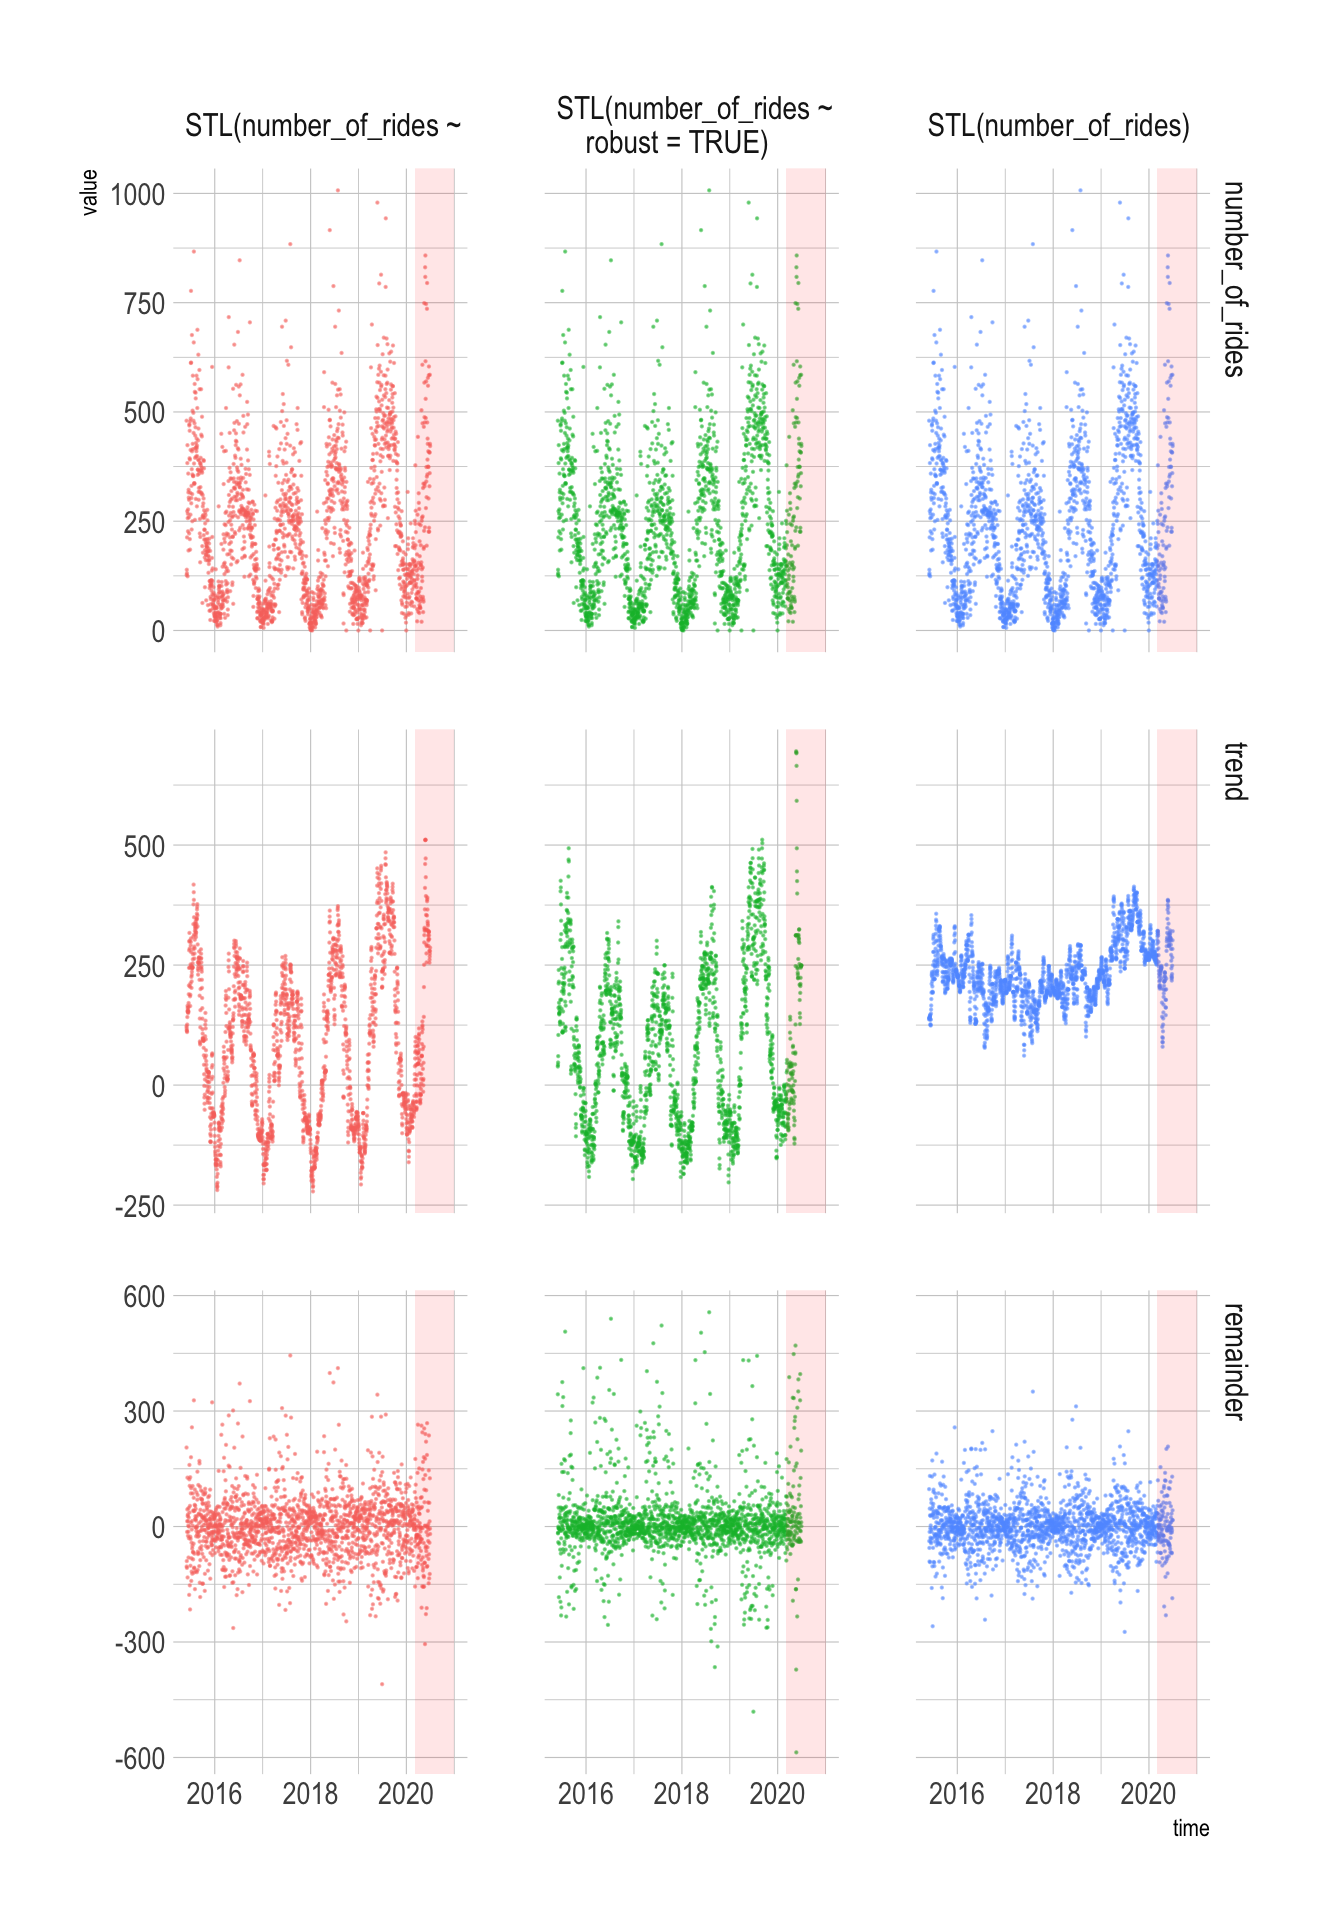 STL(number_of_rides ~
STL(number_of_rides ~
robust = TRUE)
STL(number_of_rides)
value
1000
750
500
250
0
number_of_rides
500
250
0
-250
trend
600
300
0
-300
-600
remainder
2016
2018
2020
2016
2018
2020
2016
2018
2020
time